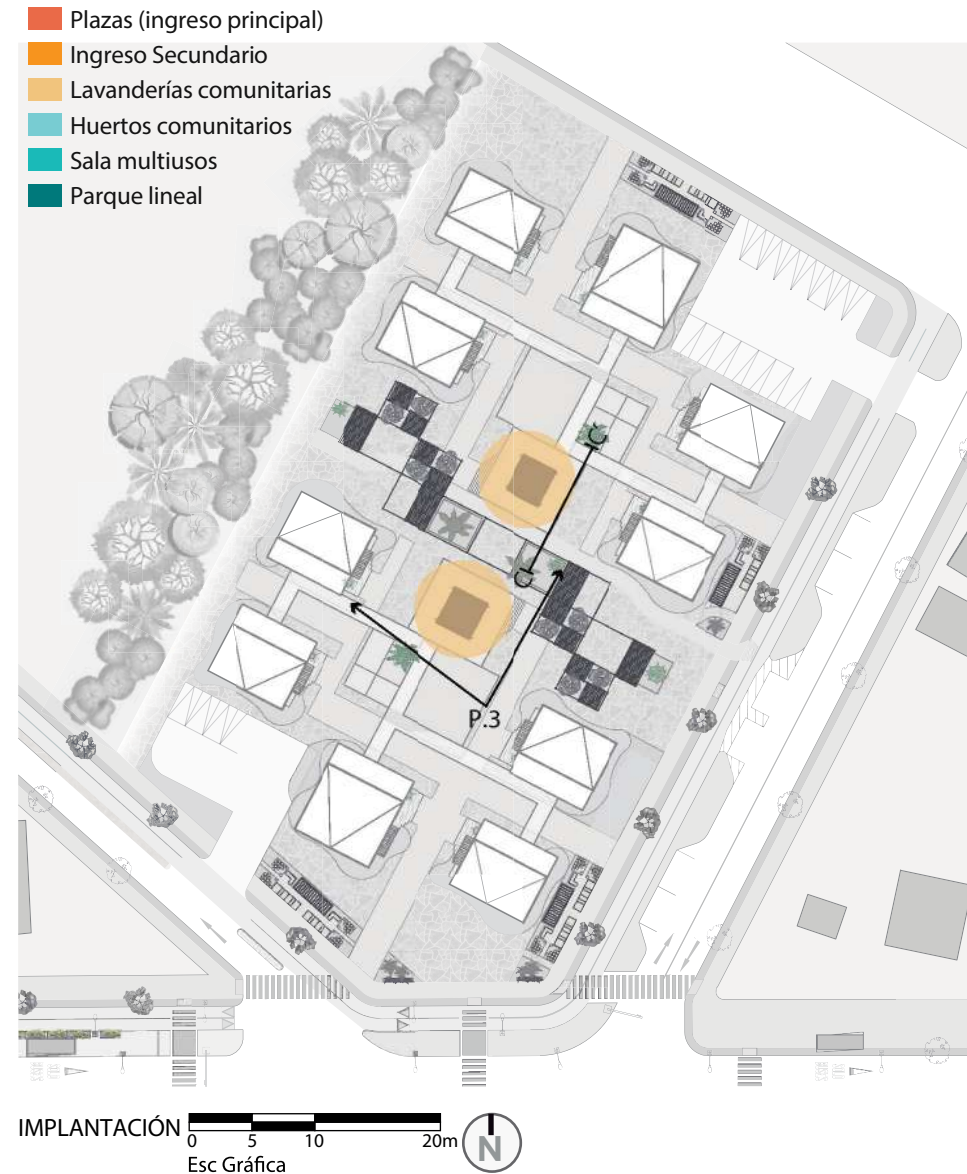 Plazas (ingreso principal)
Ingreso Secundario
Lavanderías comunitarias
Huertos comunitarios
Sala multiusos
Parque lineal
C
C
P.3
IMPLANTACIÓN
0 5 10 20m
N
Esc Gráfica